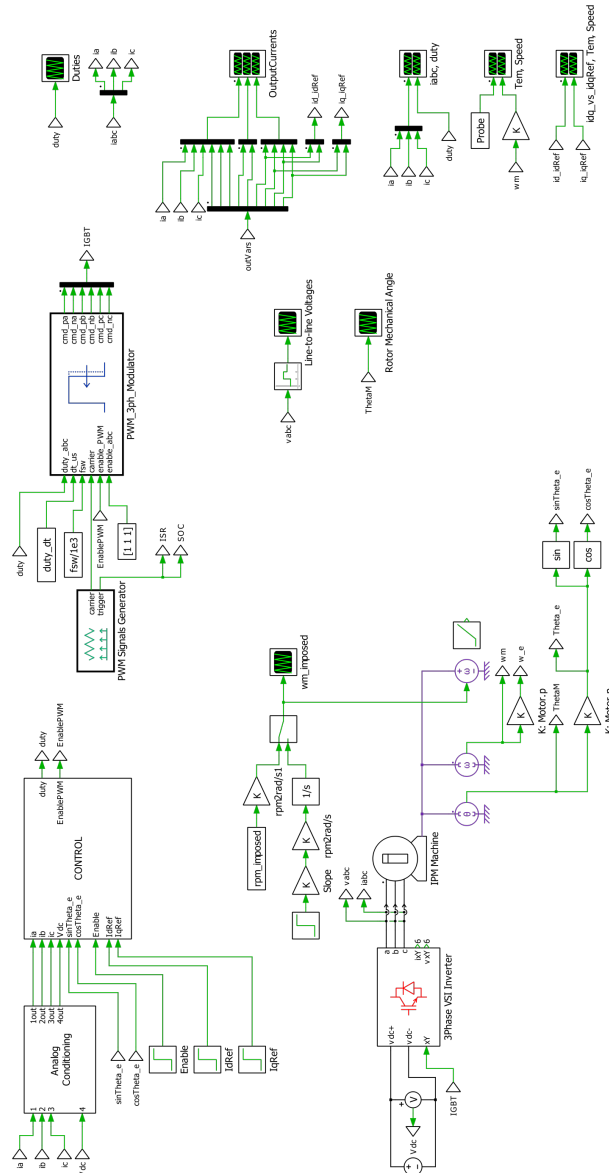 ia
ib
ic
Vdc
1
2
3
4
Analog
Conditioning
1out
2out
3out
4out
sinTheta_e
cosTheta_e
Enable
IdRef
IqRef
ia
ib
ic
Vdc
sinTheta_e
cosTheta_e
Enable
IdRef
IqRef
CONTROL
duty
EnablePWM
duty
EnablePWM
carrier
trigger
PWM Signals Generator
ISR
SOC
duty
duty_dt
fsw/1e3
EnablePWM
[1 1 1]
duty_abc
dt_us
fsw
carrier
enable_PWM
enable_abc
PWM_3ph_Modulator
cmd_pa
cmd_na
cmd_pb
cmd_nb
cmd_pc
cmd_nc
IGBT
duty
Duties
iabc
ia
ib
ic
ia
ib
ic
outVars
OutputCurrents
id_idRef
iq_iqRef
vabc
Line-to-line Voltages
ThetaM
Rotor Mechanical Angle
ia
ib
ic
duty
iabc, duty
Probe
wm
K
Tem, Speed
id_idRef
iq_iqRef
idq_vs_idqRef, Tem, Speed
rpm_imposed
K
rpm2rad/s1
Slope
K
K
rpm2rad/s
1/s
wm_imposed
V
Vdc
IGBT
vdc+
vdc-
xY
3Phase VSI Inverter
a
b
c
ixY
vxY
6
6
vabc
iabc
IPM Machine
θ
ω
ω
wm
w_e
K
K: Motor.p
ThetaM
K
K: Motor.p
Theta_e
sin
cos
sinTheta_e
cosTheta_e